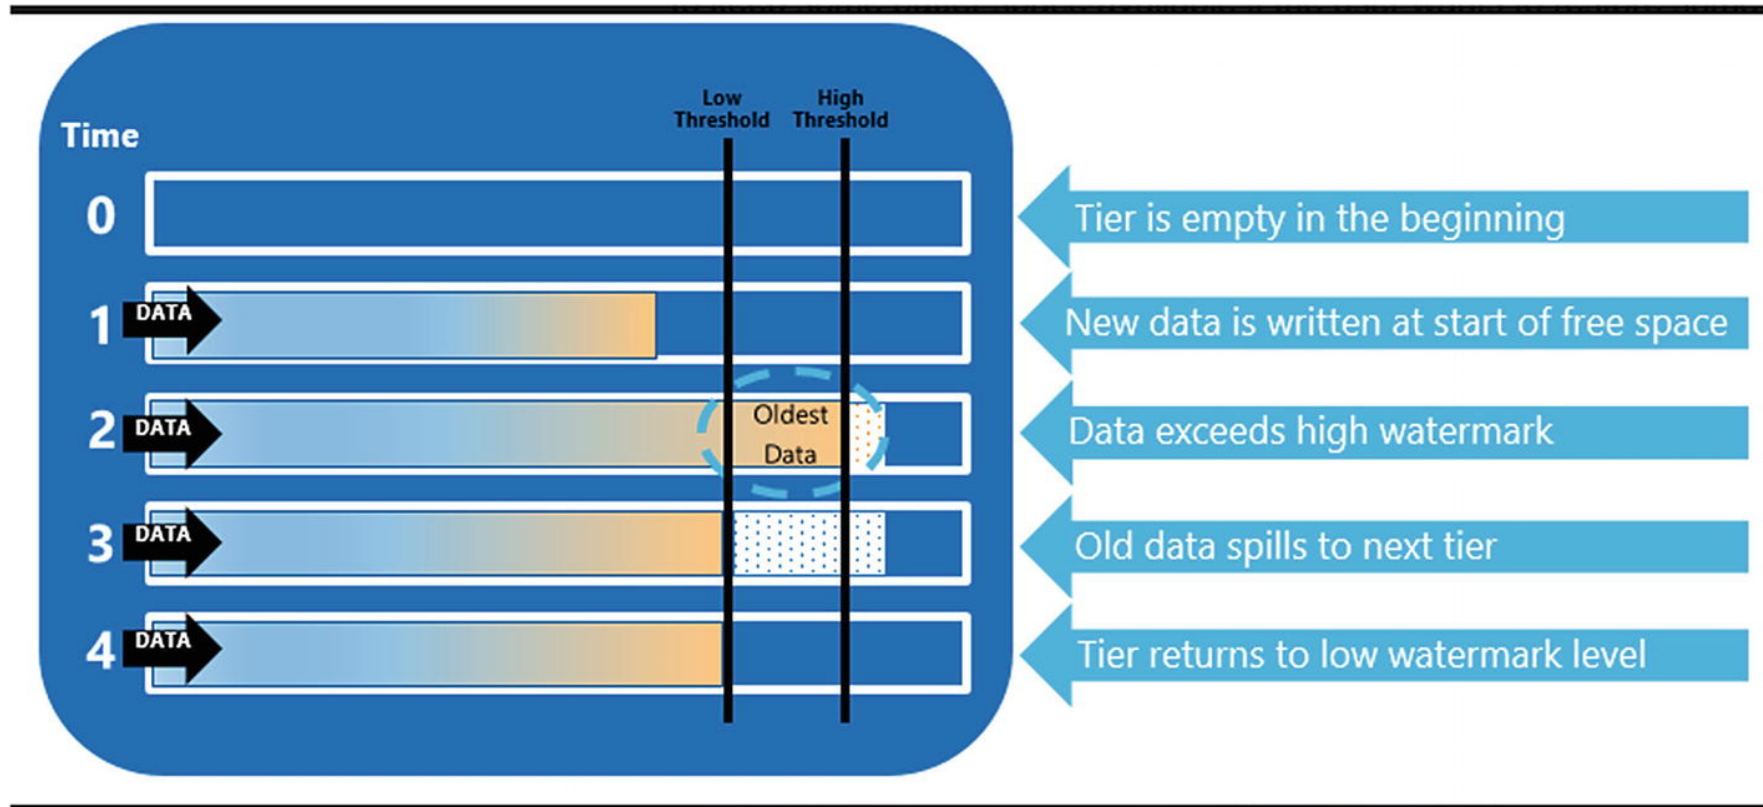 Low
Threshold
High
Threshold
Time
0
Tier is empty in the beginning
1
DATA
New data is written at start of free space
2
DATA
Oldest
Data
Data exceeds high watermark
3
DATA
Old data spills to next tier
4
DATA
Tier returns to low watermark level